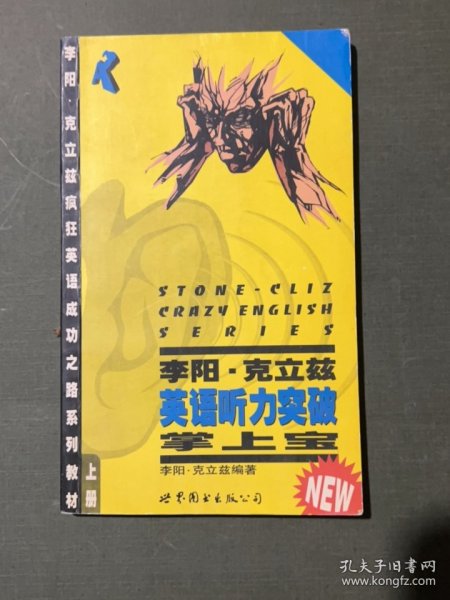 李阳·克立兹疯狂英语成功之路系列教材
上册
STONE-CLIZ
CRAZY ENGLISH
SERIES
李阳·克立兹
英语听力突破
掌上宝
李阳·克立兹编著
世界图书出版公司
NEW
孔夫子旧书网
www.kongfz.com